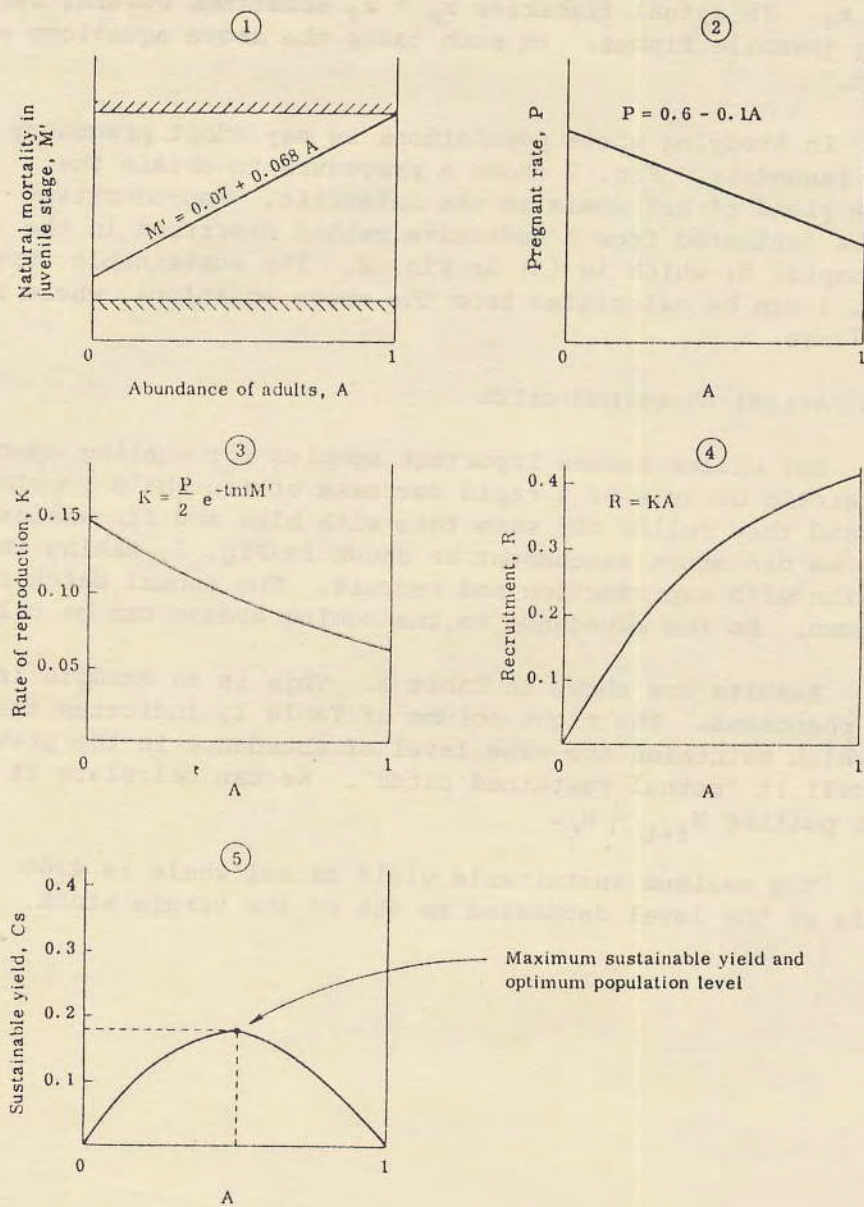 ①
②
Natural mortality in
juvenile stage, M'
M' = 0.07 + 0.068 A
0
1
Abundance of adults, A
Pregnant rate, P
P = 0.6 - 0.1A
0
1
A
③
④
Rate of reproduction, K
0.15
0.10
0.05
K = P/2 e^-tmM'
0
1
A
Recruitment, R
0.4
0.3
0.2
0.1
R = KA
0
1
A
⑤
Sustainable yield, Cs
0.4
0.3
0.2
0.1
Maximum sustainable yield and
optimum population level
0
1
A